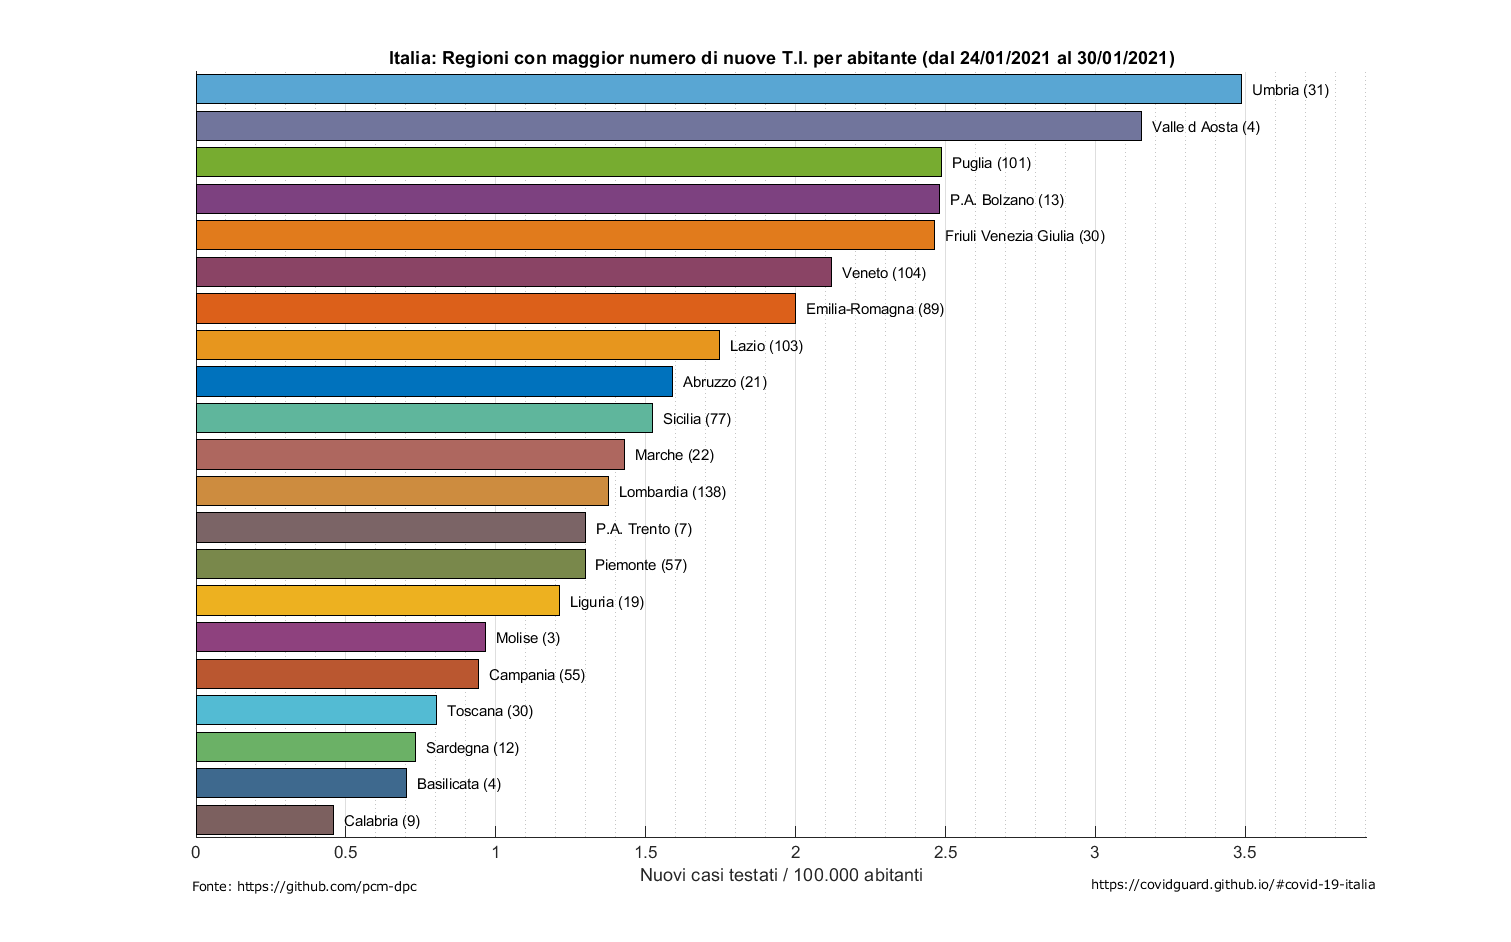 Italia: Regioni con maggior numero di nuove T.I. per abitante (dal 24/01/2021 al 30/01/2021)
Umbria (31)
Valle d Aosta (4)
Puglia (101)
P.A. Bolzano (13)
Friuli Venezia Giulia (30)
Veneto (104)
Emilia-Romagna (89)
Lazio (103)
Abruzzo (21)
Sicilia (77)
Marche (22)
Lombardia (138)
P.A. Trento (7)
Piemonte (57)
Liguria (19)
Molise (3)
Campania (55)
Toscana (30)
Sardegna (12)
Basilicata (4)
Calabria (9)
0 0.5 1 1.5 2 2.5 3 3.5
Nuovi casi testati / 100.000 abitanti
Fonte: https://github.com/pcm-dpc
https://covidguard.github.io/#covid-19-italia